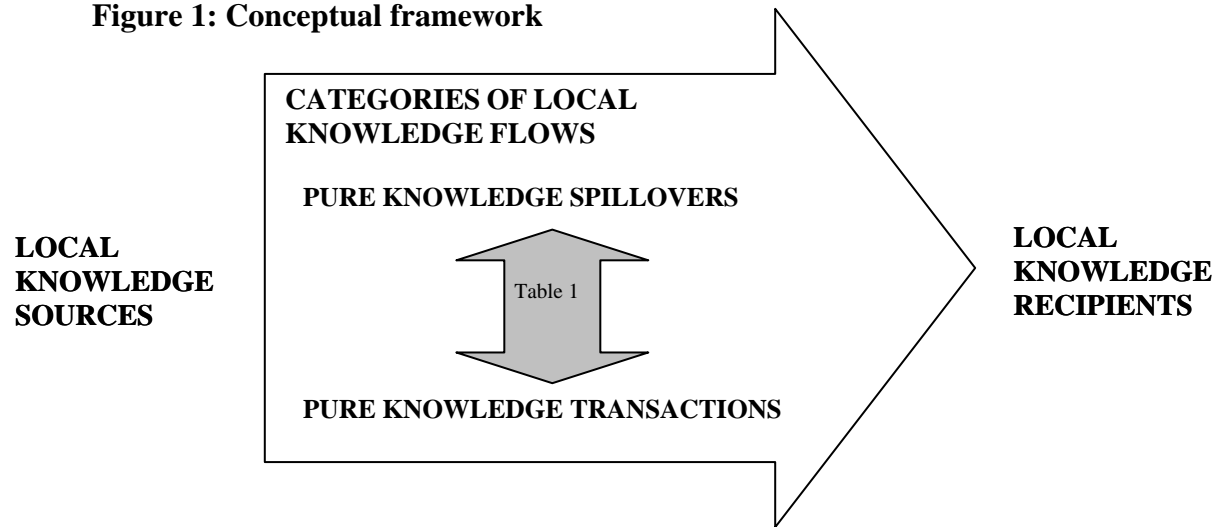 Figure 1: Conceptual framework
CATEGORIES OF LOCAL
KNOWLEDGE FLOWS
PURE KNOWLEDGE SPILLOVERS
LOCAL
KNOWLEDGE
SOURCES
Table 1
LOCAL
KNOWLEDGE
RECIPIENTS
PURE KNOWLEDGE TRANSACTIONS